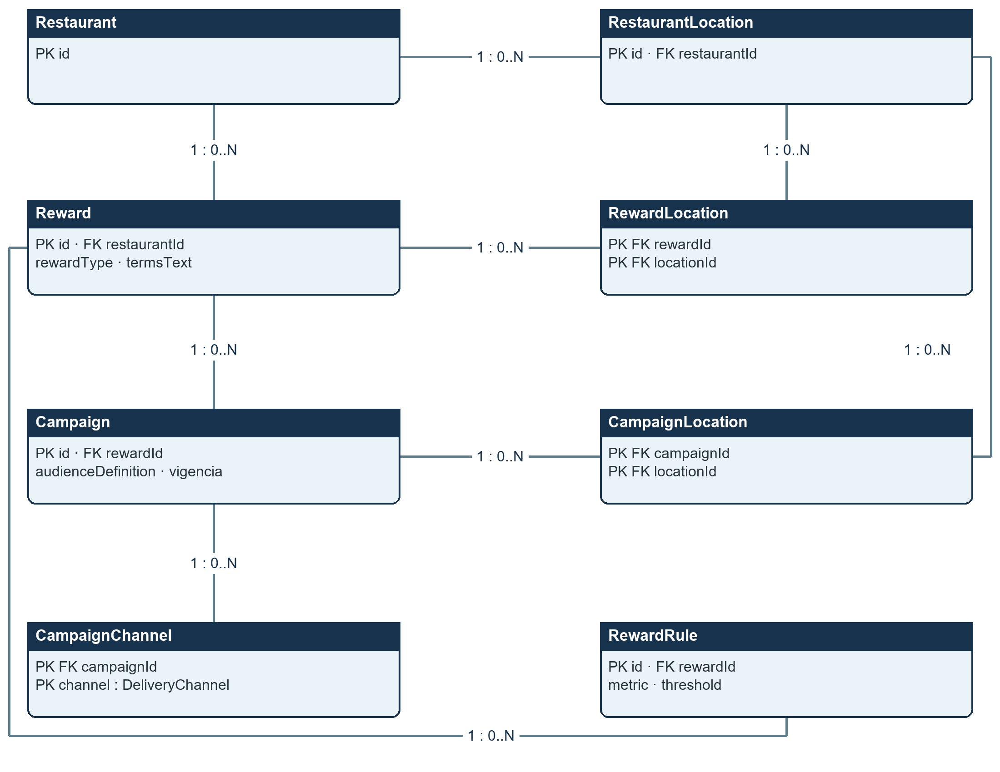 Restaurant
PK id
1 : 0..N
RestaurantLocation
PK id · FK restaurantId
1 : 0..N
1 : 0..N
Reward
PK id · FK restaurantId
rewardType · termsText
1 : 0..N
RewardLocation
PK FK rewardId
PK FK locationId
1 : 0..N
1 : 0..N
Campaign
PK id · FK rewardId
audienceDefinition · vigencia
1 : 0..N
CampaignLocation
PK FK campaignId
PK FK locationId
1 : 0..N
CampaignChannel
PK FK campaignId
PK channel : DeliveryChannel
RewardRule
PK id · FK rewardId
metric · threshold
1 : 0..N